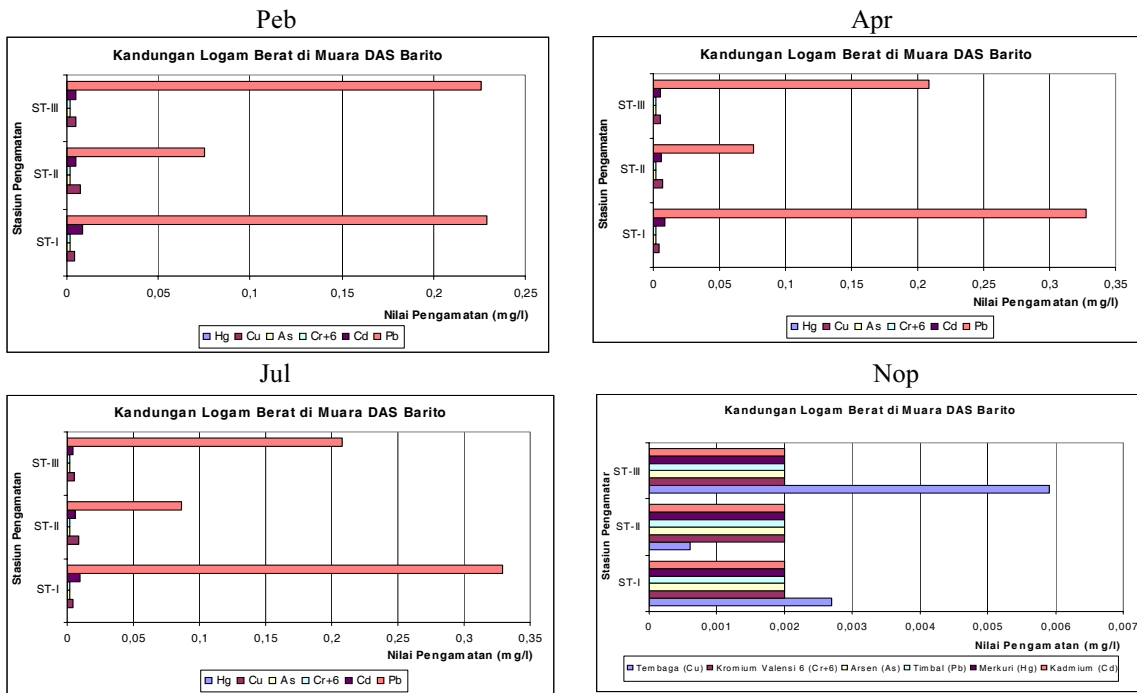 Peb
Kandungan Logam Berat di Muara DAS Barito
Stasiun Pengamatan
ST-III
ST-II
ST-I
0 0,05 0,1 0,15 0,2 0,25
Nilai Pengamatan (mg/l)
Hg Cu As Cr+6 Cd Pb
Apr
Kandungan Logam Berat di Muara DAS Barito
Stasiun Pengamatan
ST-III
ST-II
ST-I
0 0,05 0,1 0,15 0,2 0,25 0,3 0,35
Nilai Pengamatan (mg/l)
Hg Cu As Cr+6 Cd Pb
Jul
Kandungan Logam Berat di Muara DAS Barito
Stasiun Pengamatan
ST-III
ST-II
ST-I
0 0,05 0,1 0,15 0,2 0,25 0,3 0,35
Nilai Pengamatan (mg/l)
Hg Cu As Cr+6 Cd Pb
Nop
Kandungan Logam Berat di Muara DAS Barito
Stasiun Pengamatar
ST-III
ST-II
ST-I
0 0,001 0,002 0,003 0,004 0,005 0,006 0,007
Nilai Pengamatan (mg/l)
Tembaga (Cu) Kromium Valensi 6 (Cr+6) Arsen (As) Timbal (Pb) Merkuri (Hg) Kadmium (Cd)